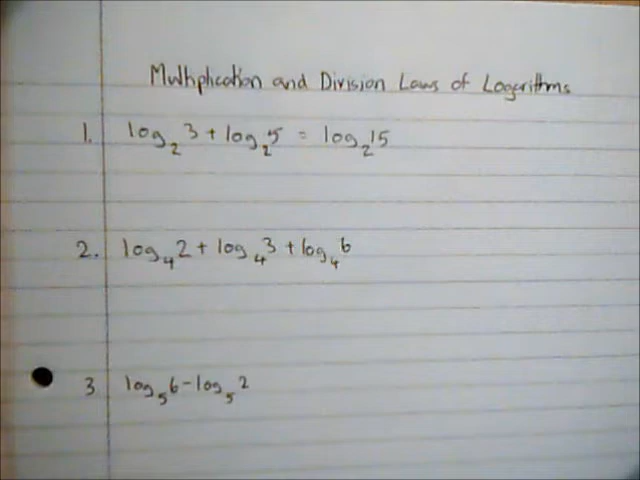 Multiplication and Division Laws of Logarithms
1. log₂3 + log₂5 = log₂15
2. log₄2 + log₄3 + log₄6
3 log₅6 - log₅2